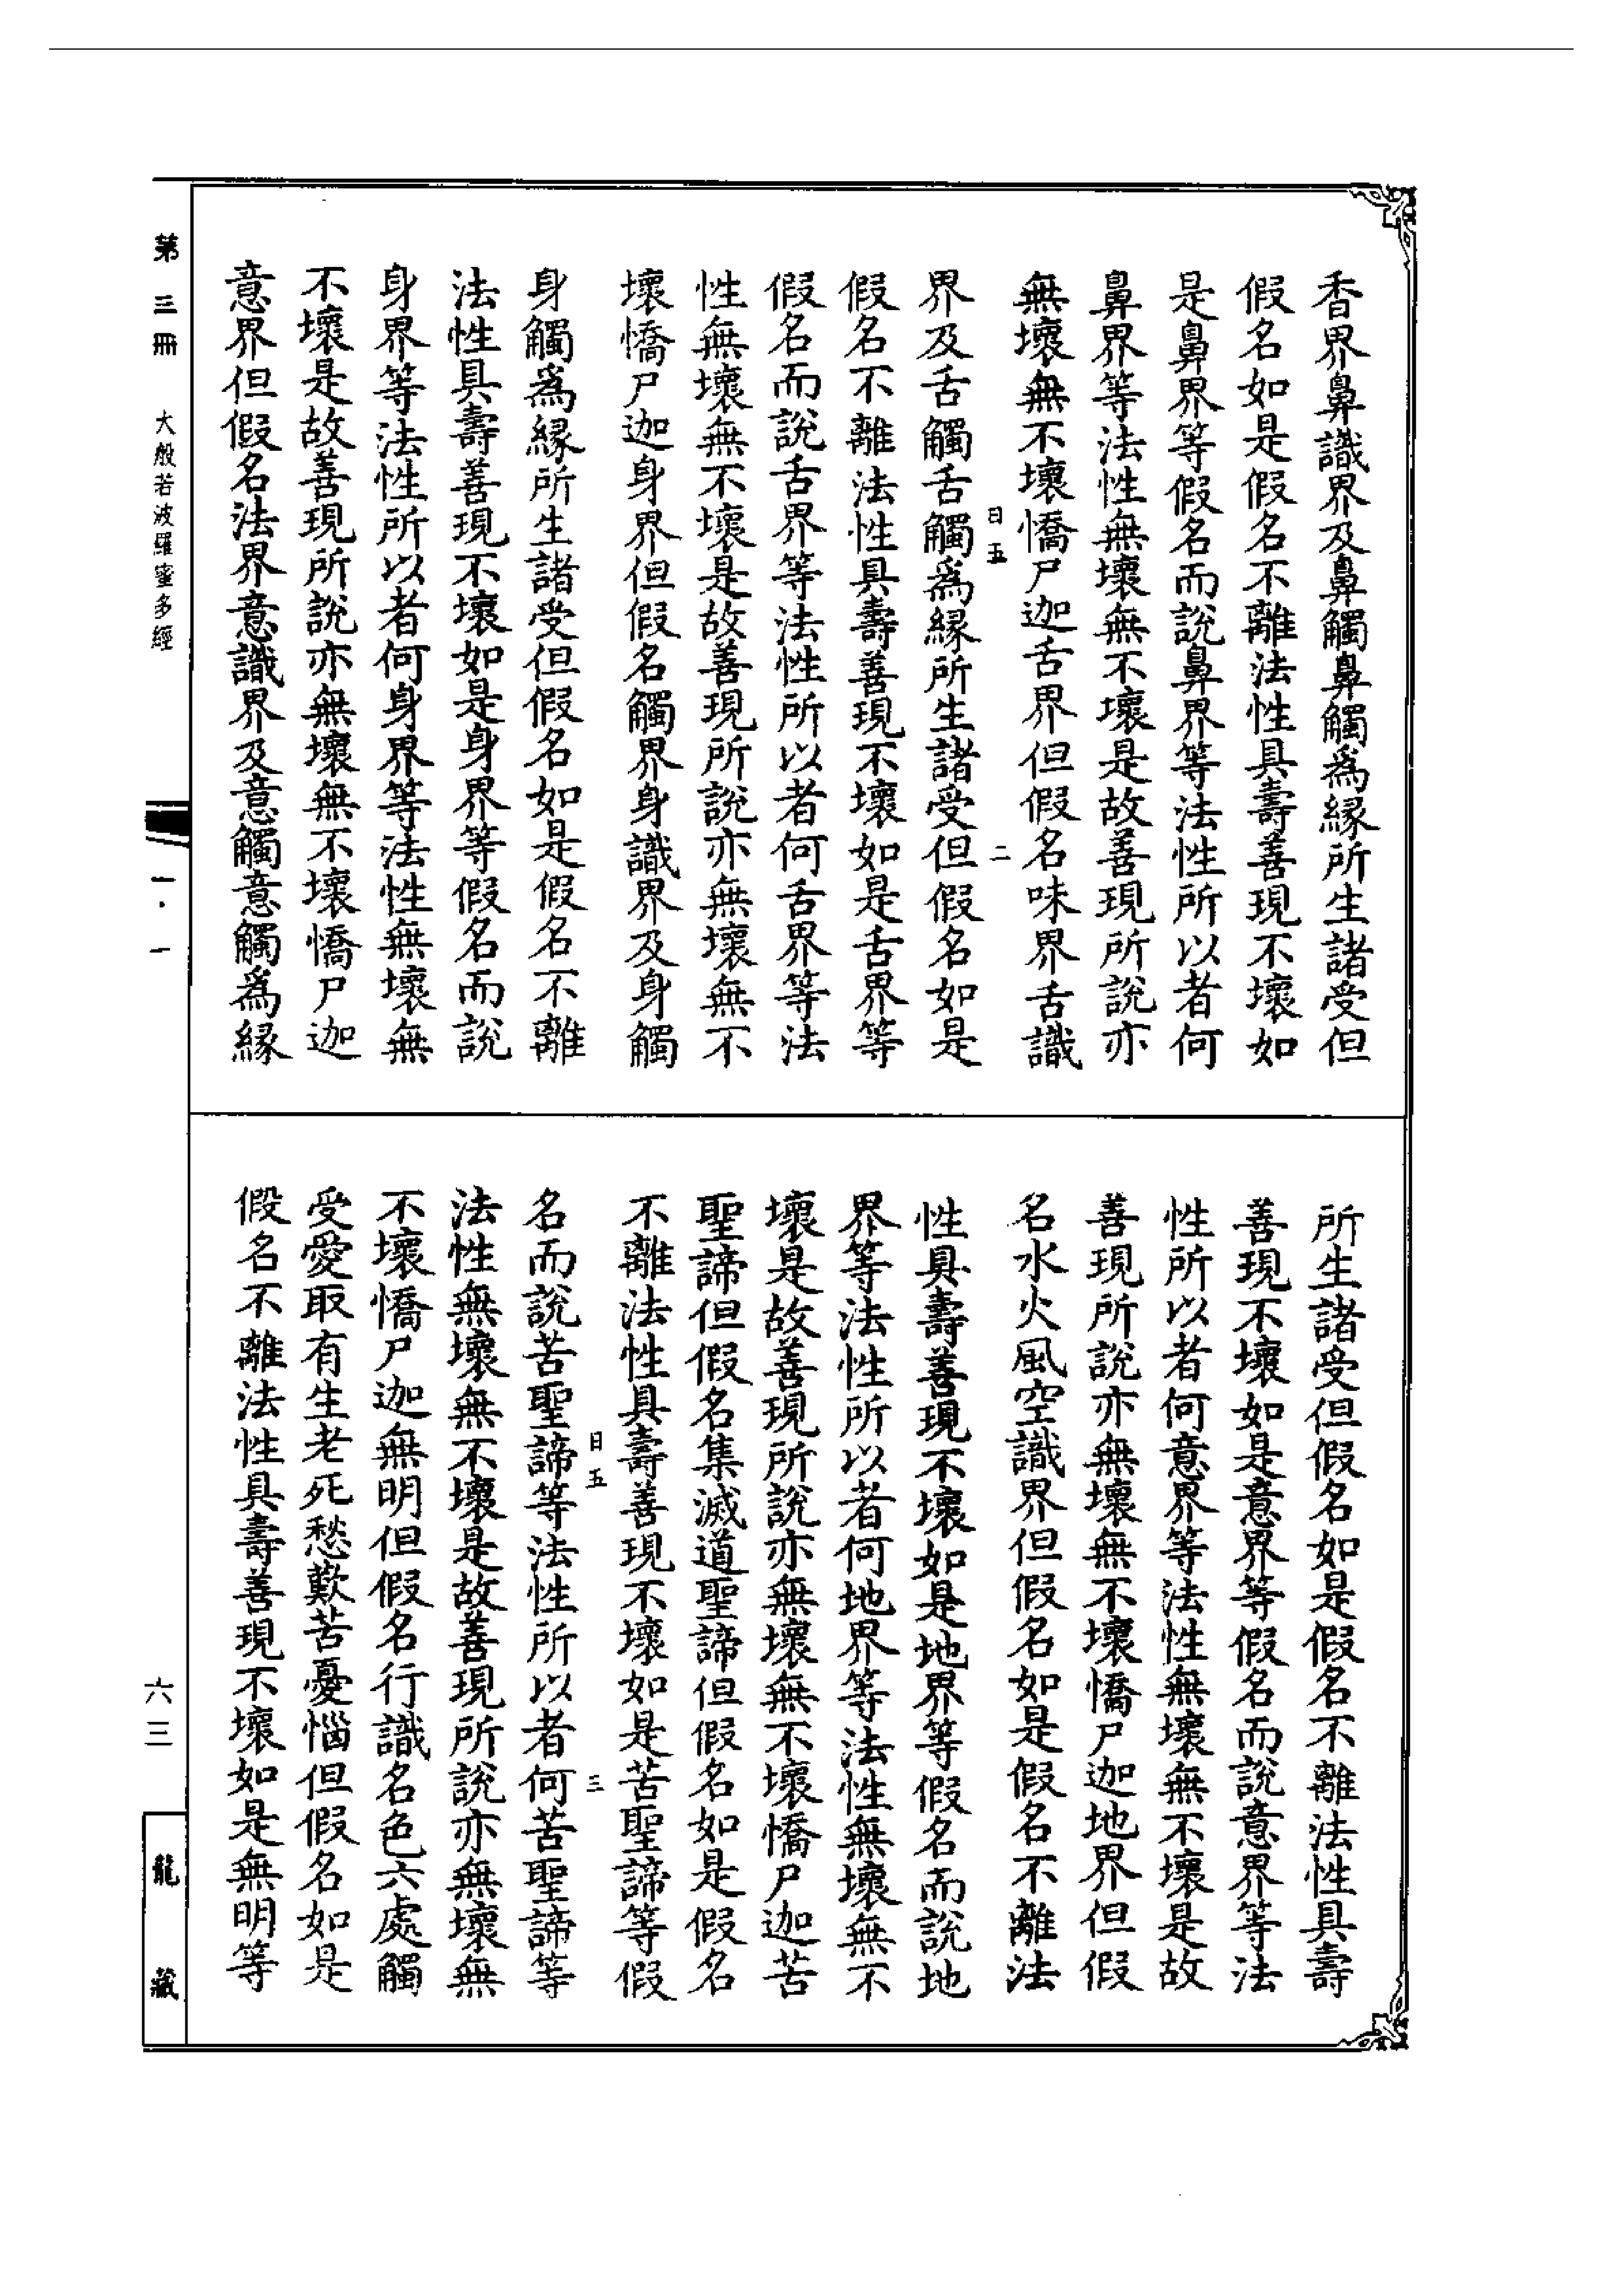 香界鼻識界及鼻觸鼻觸爲緣所生諸受但
假名如是假名不離法性具壽善現不壞如
是鼻界等假名而說鼻界等法性所以者何
鼻界等法性無壞無不壞是故善現所說亦
無壞無不壞憍尸迦舌界但假名味界舌識
日五 二
界及舌觸舌觸爲緣所生諸受但假名如是
假名不離法性具壽善現不壞如是舌界等
假名而說舌界等法性所以者何舌界等法
性無壞無不壞是故善現所說亦無壞無不
壞憍尸迦身界但假名觸界身識界及身觸
身觸爲緣所生諸受但假名如是假名不離
法性具壽善現不壞如是身界等假名而說
身界等法性所以者何身界等法性無壞無
不壞是故善現所說亦無壞無不壞憍尸迦
意界但假名法界意識界及意觸意觸爲緣
所生諸受但假名如是假名不離法性具壽
善現不壞如是意界等假名而說意界等法
性所以者何意界等法性無壞無不壞是故
善現所說亦無壞無不壞憍尸迦地界但假
名水火風空識界但假名如是假名不離法
性具壽善現不壞如是地界等假名而說地
界等法性所以者何地界等法性無壞無不
壞是故善現所說亦無壞無不壞憍尸迦苦
聖諦但假名集滅道聖諦但假名如是假名
不離法性具壽善現不壞如是苦聖諦等假
日五 三
名而說苦聖諦等法性所以者何苦聖諦等
法性無壞無不壞是故善現所說亦無壞無
不壞憍尸迦無明但假名行識名色六處觸
受愛取有生老死愁歎苦憂惱但假名如是
假名不離法性具壽善現不壞如是無明等
第三冊 大般若波羅蜜多經 一·一
六三 龍藏